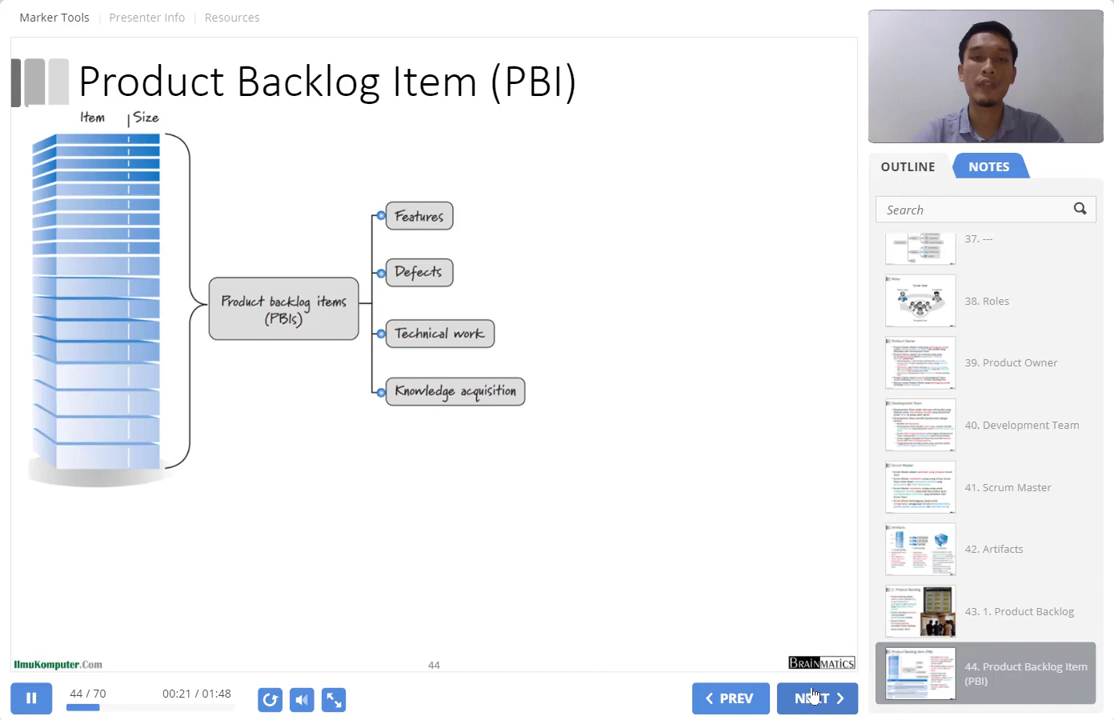 Marker Tools | Presenter Info | Resources
Product Backlog Item (PBI)
Item | Size
Features
Defects
Product backlog items
(PBIs)
Technical work
Knowledge acquisition
IlmuKomputer.Com
44
BRAINMATICS
44 / 70
00:21 / 01:48
PREV
NEXT
OUTLINE
NOTES
Search
37. ---
38. Roles
39. Product Owner
40. Development Team
41. Scrum Master
42. Artifacts
43. 1. Product Backlog
44. Product Backlog Item
(PBI)